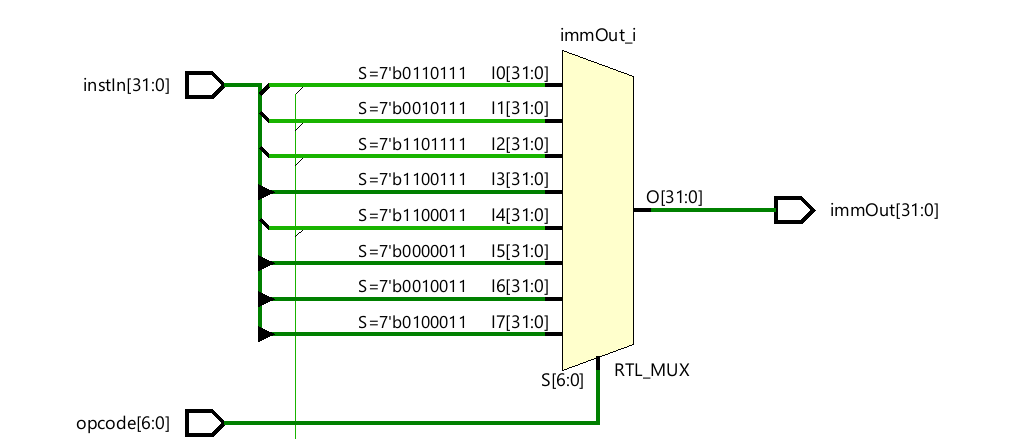 immOut_i
instIn[31:0]
S=7'b0110111 I0[31:0]
S=7'b0010111 I1[31:0]
S=7'b1101111 I2[31:0]
S=7'b1100111 I3[31:0]
S=7'b1100011 I4[31:0]
S=7'b0000011 I5[31:0]
S=7'b0010011 I6[31:0]
S=7'b0100011 I7[31:0]
O[31:0]
immOut[31:0]
S[6:0]
RTL_MUX
opcode[6:0]